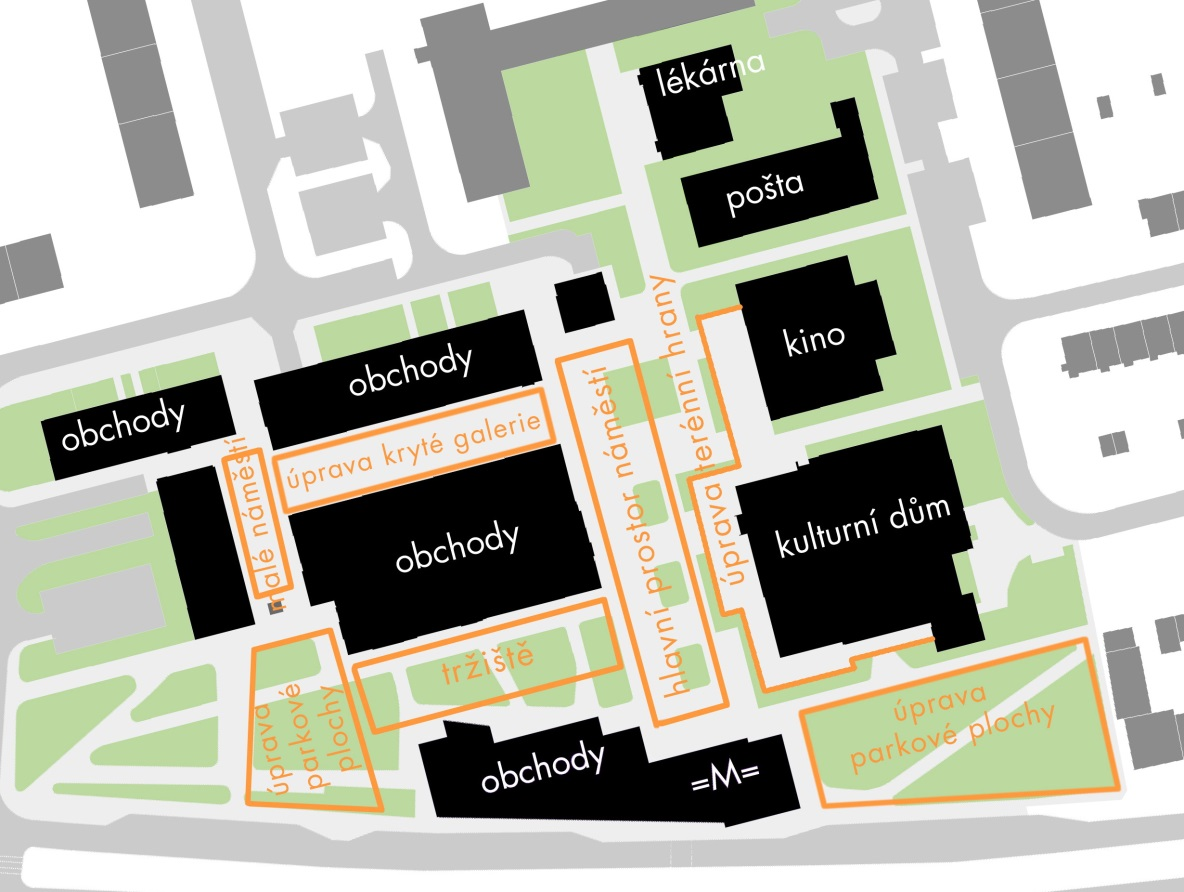 lékárna
pošta
kino
obchody
obchody
úprava kryté galerie
malé náměstí
hlavní prostor náměstí
úprava terénní hrany
obchody
kulturní dům
tržiště
úprava
parkové
plochy
úprava
parkové plochy
obchody
=M=